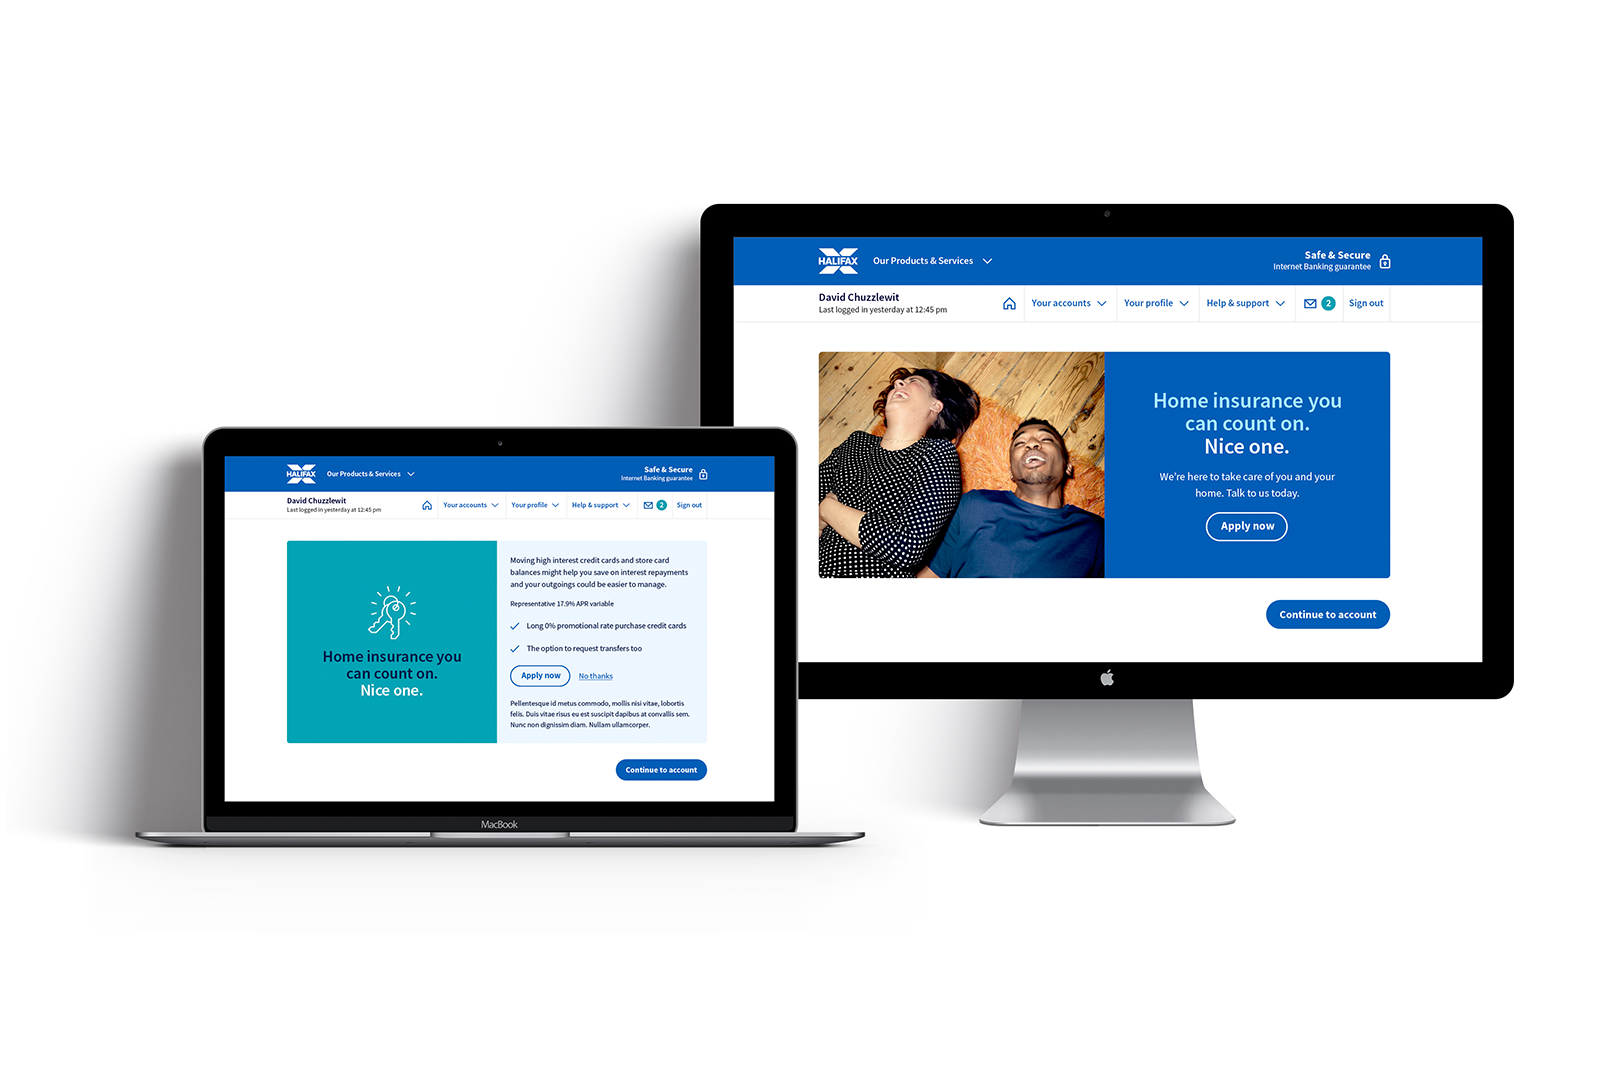 HALIFAX
Our Products & Services
Safe & Secure
Internet Banking guarantee
David Chuzzlewit
Last logged in yesterday at 12:45 pm
Your accounts
Your profile
Help & support
2
Sign out
Home insurance you
can count on.
Nice one.
We're here to take care of you and your
home. Talk to us today.
Apply now
Continue to account
HALIFAX
Our Products & Services
Safe & Secure
Internet Banking guarantee
David Chuzzlewit
Last logged in yesterday at 12:45 pm
Your accounts
Your profile
Help & support
2
Sign out
Home insurance you
can count on.
Nice one.
Moving high interest credit cards and store card
balances might help you save on interest repayments
and your outgoings could be easier to manage.
Representative 17.9% APR variable
Long 0% promotional rate purchase credit cards
The option to request transfers too
Apply now
No thanks
Pellentesque id metus commodo, mollis nisi vitae, lobortis
felis. Duis vitae risus eu est suscipit dapibus at convallis sem.
Nunc non dignissim diam. Nullam ullamcorper.
Continue to account
MacBook